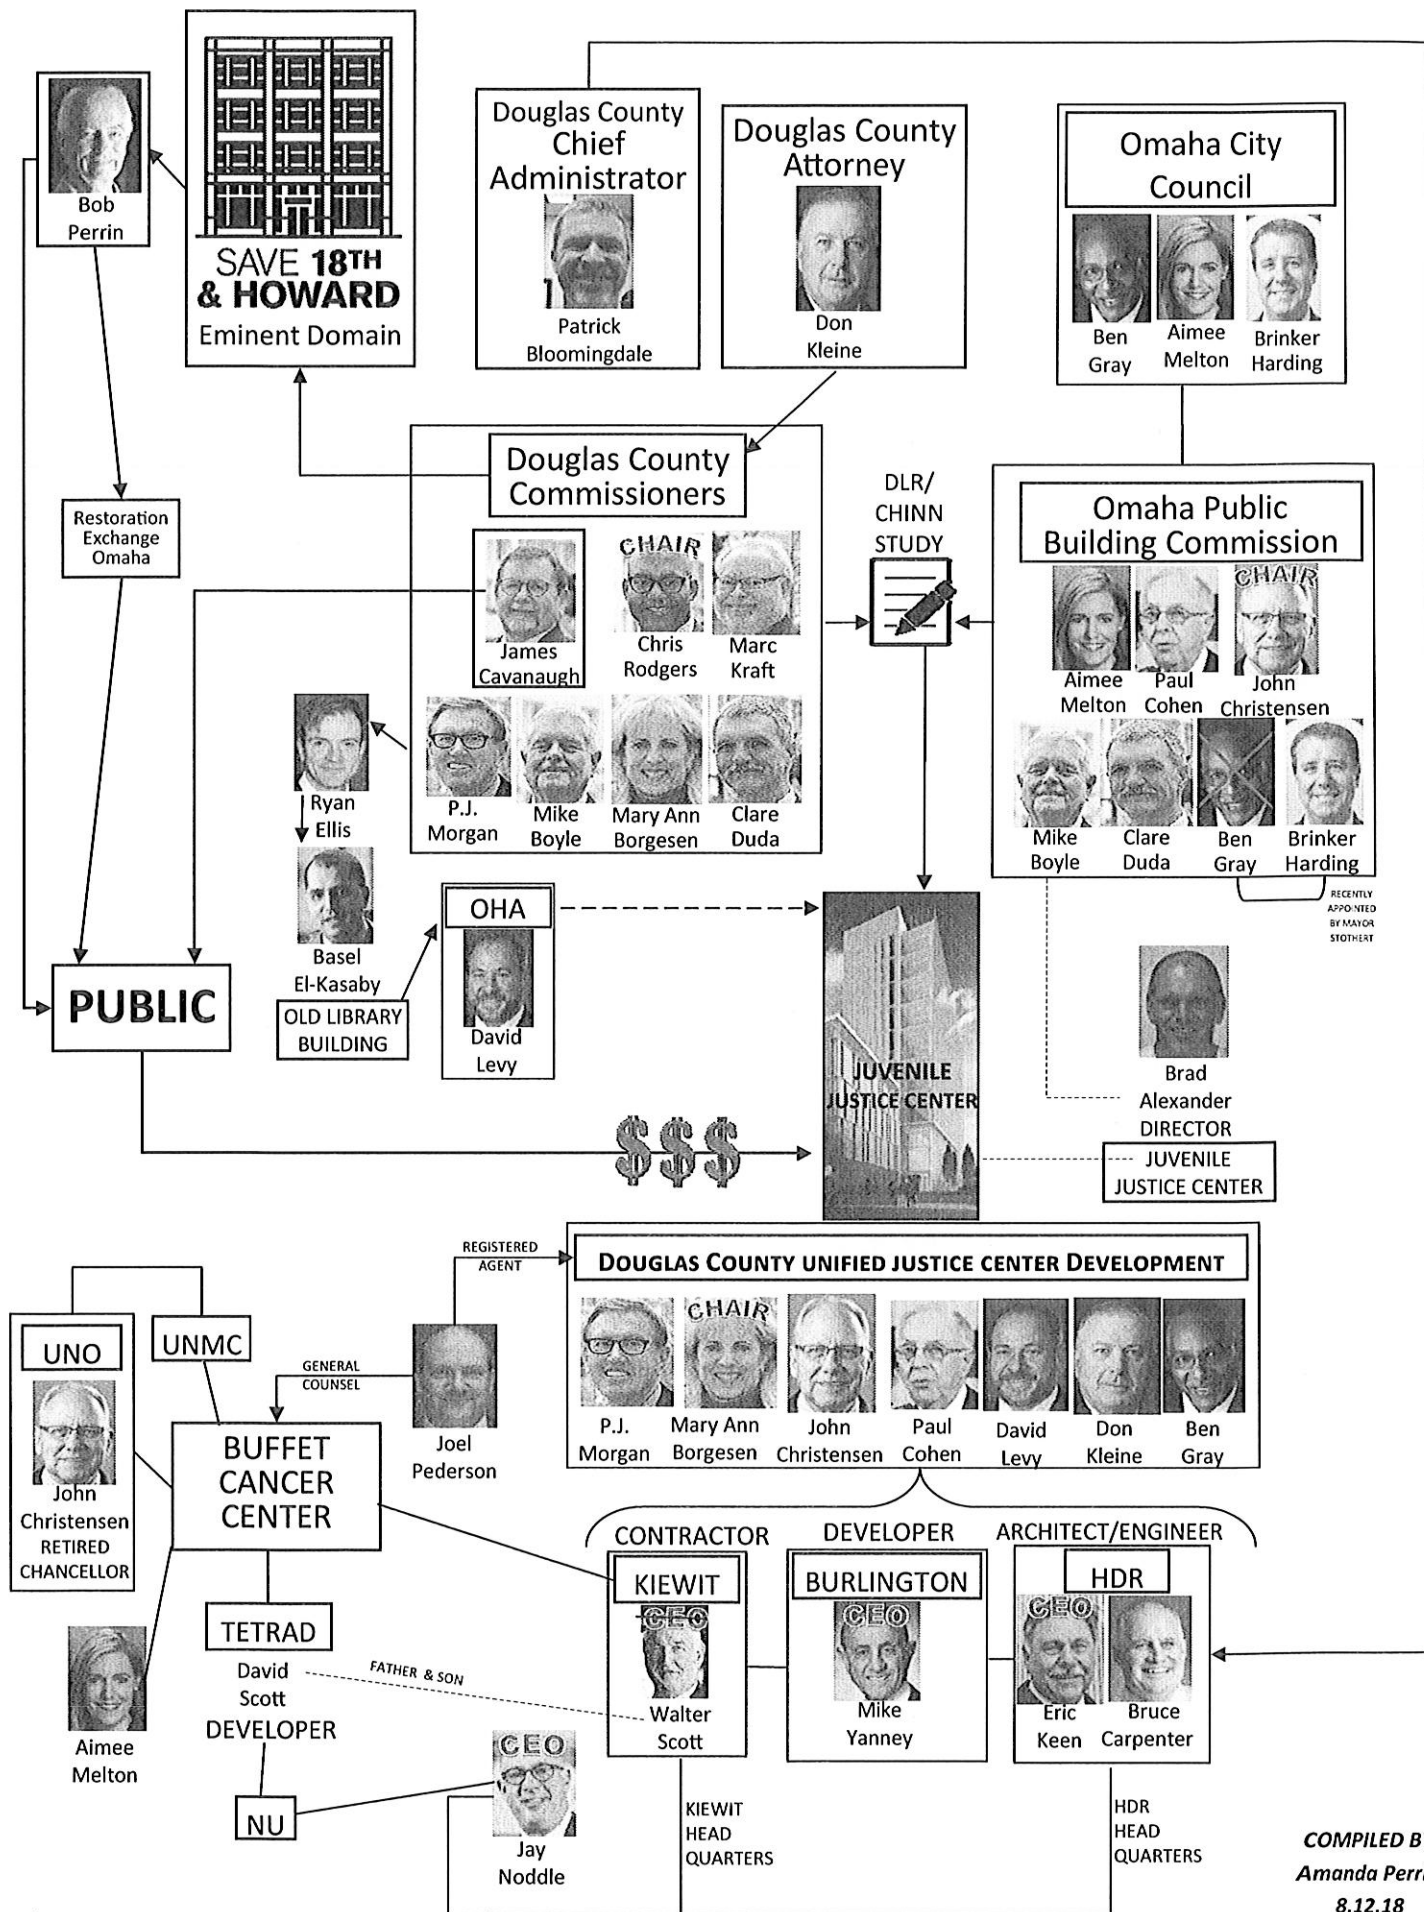 Bob
Perrin
SAVE 18TH
& HOWARD
Eminent Domain
Douglas County
Chief
Administrator
Patrick
Bloomingdale
Douglas County
Attorney
Don
Kleine
Omaha City
Council
Ben
Gray
Aimee
Melton
Brinker
Harding
Restoration
Exchange
Omaha
Douglas County
Commissioners
James
Cavanaugh
CHAIR
Chris
Rodgers
Marc
Kraft
P.J.
Morgan
Mike
Boyle
Mary Ann
Borgesen
Clare
Duda
DLR/
CHINN
STUDY
Omaha Public
Building Commission
Aimee
Melton
Paul
Cohen
CHAIR
John
Christensen
Mike
Boyle
Clare
Duda
Ben
Gray
Brinker
Harding
RECENTLY
APPOINTED
BY MAYOR
STOTHERT
Ryan
Ellis
Basel
El-Kasaby
OLD LIBRARY
BUILDING
OHA
David
Levy
PUBLIC
$$$
JUVENILE
JUSTICE CENTER
Brad
Alexander
DIRECTOR
JUVENILE
JUSTICE CENTER
REGISTERED
AGENT
DOUGLAS COUNTY UNIFIED JUSTICE CENTER DEVELOPMENT
P.J.
Morgan
CHAIR
Mary Ann
Borgesen
John
Christensen
Paul
Cohen
David
Levy
Don
Kleine
Ben
Gray
UNO
John
Christensen
RETIRED
CHANCELLOR
UNMC
GENERAL
COUNSEL
Joel
Pederson
BUFFET
CANCER
CENTER
Aimee
Melton
TETRAD
David
Scott
DEVELOPER
FATHER & SON
NU
CEO
Jay
Noddle
CONTRACTOR
KIEWIT
CEO
Walter
Scott
DEVELOPER
BURLINGTON
CEO
Mike
Yanney
ARCHITECT/ENGINEER
HDR
CEO
Eric
Keen
Bruce
Carpenter
KIEWIT
HEAD
QUARTERS
HDR
HEAD
QUARTERS
COMPILED B
Amanda Perri
8.12.18